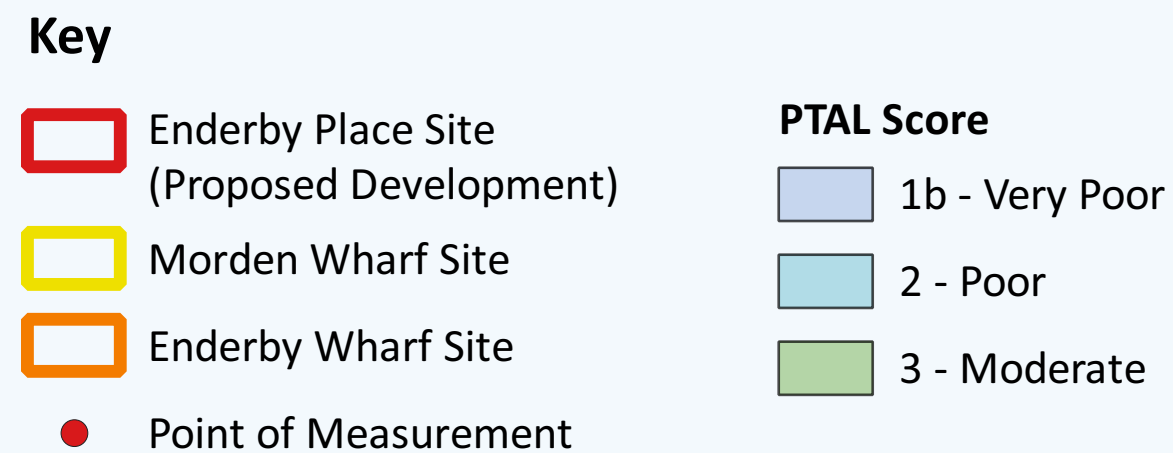 Key
Enderby Place Site
(Proposed Development)
Morden Wharf Site
Enderby Wharf Site
Point of Measurement
PTAL Score
1b - Very Poor
2 - Poor
3 - Moderate